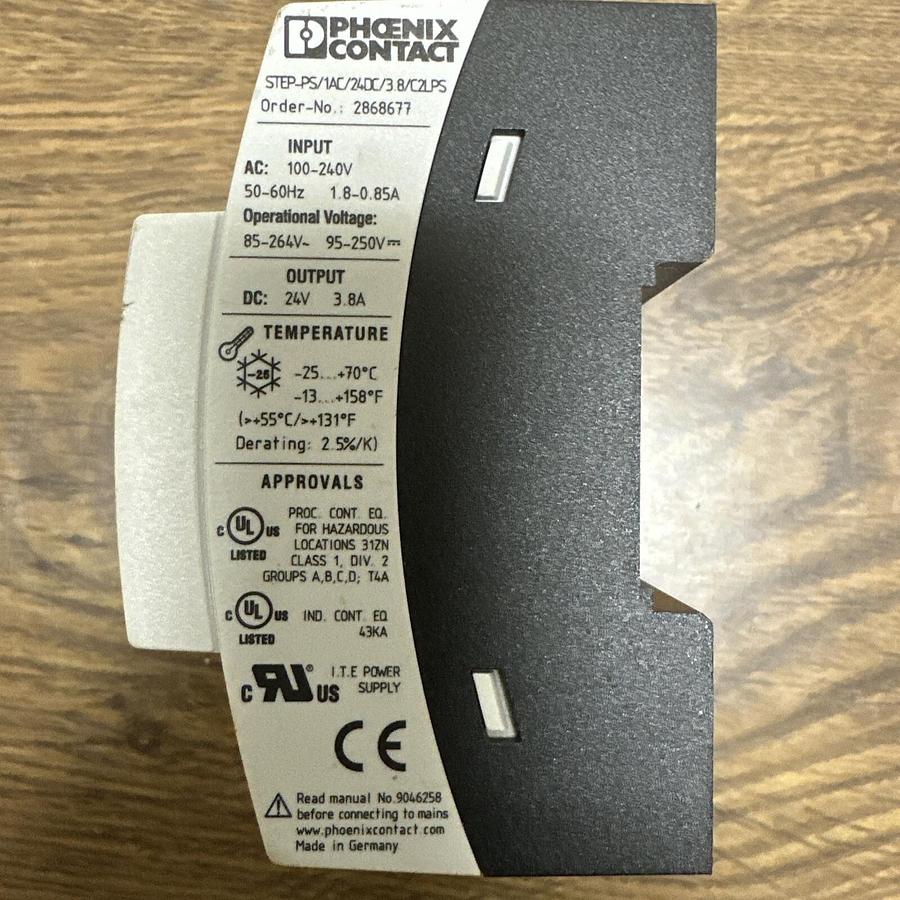 PHŒNIX
CONTACT
STEP-PS/1AC/24DC/3.8/C2LPS
Order-No.: 2868677
INPUT
AC: 100-240V
50-60Hz 1.8-0.85A
Operational Voltage:
85-264V~ 95-250V⎓
OUTPUT
DC: 24V 3.8A
TEMPERATURE
-25
-25...+70°C
-13...+158°F
(>+55°C/>+131°F
Derating: 2.5%/K)
APPROVALS
C UL US
LISTED
PROC. CONT. EQ.
FOR HAZARDOUS
LOCATIONS 31ZN
CLASS 1, DIV. 2
GROUPS A,B,C,D; T4A
C UL US
LISTED
IND. CONT. EQ
43KA
C RU® US
I.T.E POWER
SUPPLY
CE
Read manual No.9046258
before connecting to mains
www.phoenixcontact.com
Made in Germany